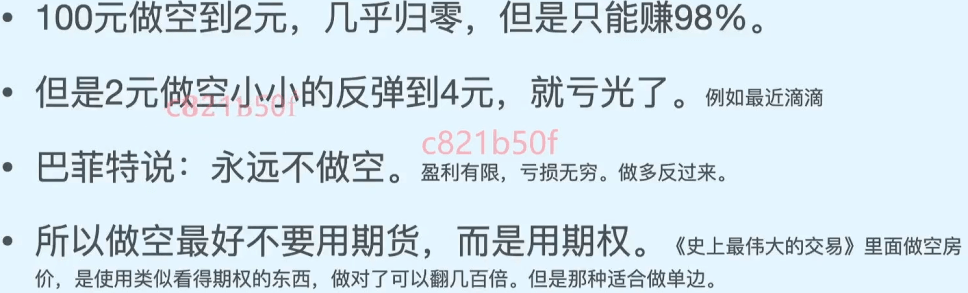 • 100元做空到2元，几乎归零，但是只能赚98%。
• 但是2元做空小小的反弹到4元，就亏光了。例如最近滴滴
c821b50f
c821b50f
• 巴菲特说：永远不做空。盈利有限，亏损无穷。做多反过来。
• 所以做空最好不要用期货，而是用期权。《史上最伟大的交易》里面做空房
价，是使用类似看得期权的东西，做对了可以翻几百倍。但是那种适合做单边。